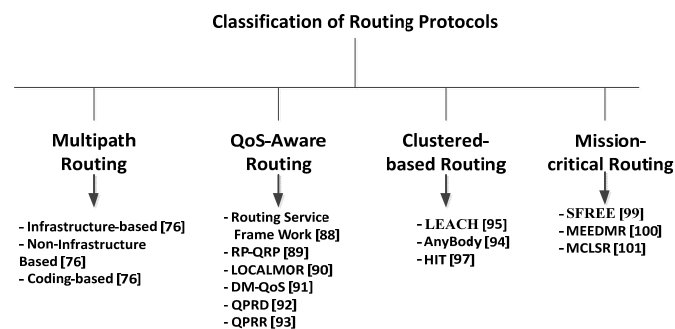 Classification of Routing Protocols
Multipath
Routing
- Infrastructure-based [76]
- Non-Infrastructure
Based [76]
- Coding-based [76]
QoS-Aware
Routing
- Routing Service
Frame Work [88]
- RP-QRP [89]
- LOCALMOR [90]
- DM-QoS [91]
- QPRD [92]
- QPRR [93]
Clustered-
based Routing
- LEACH [95]
- AnyBody [94]
- HIT [97]
Mission-
critical Routing
- SFREE [99]
- MEEDMR [100]
- MCLSR [101]